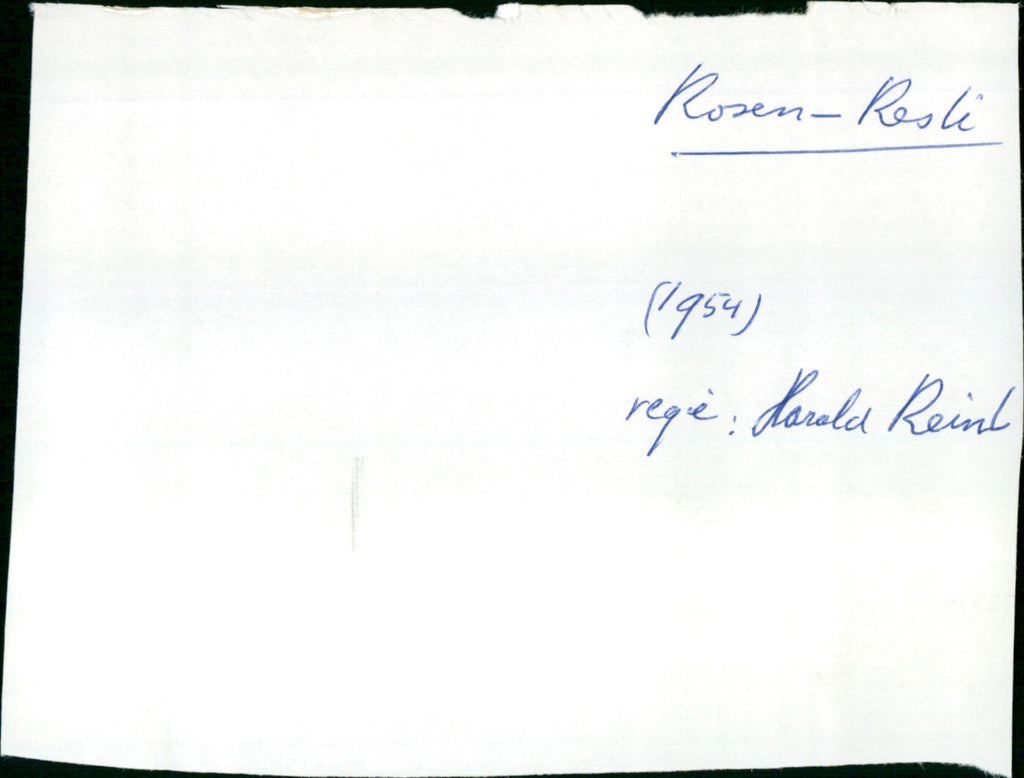 Rosen-Resli
(1954)
regie: Harald Reinl